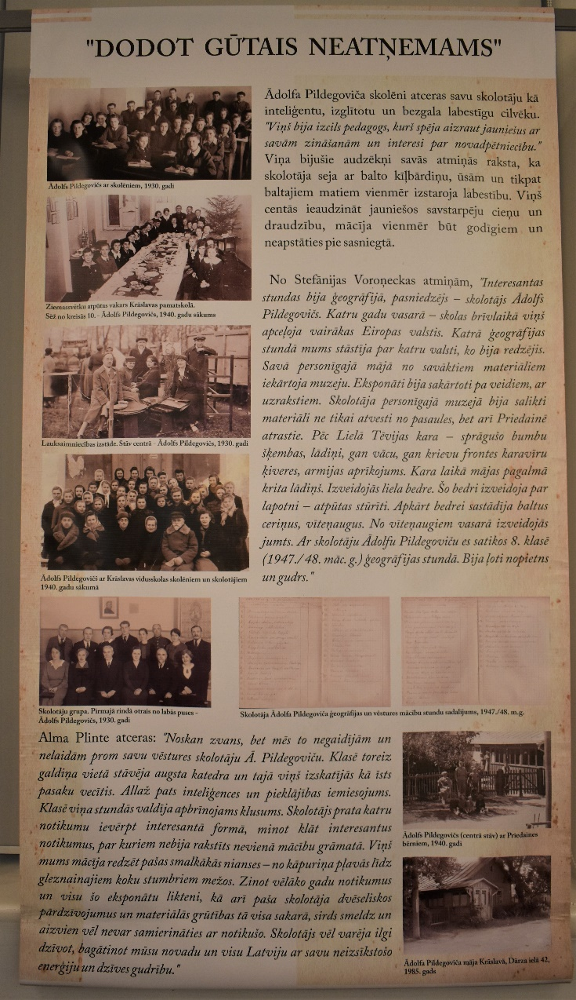 "DODOT GŪTAIS NEATŅEMAMS"
Ādolfa Pildegoviča skolēni atceras savu skolotāju kā
inteliģentu, izglītotu un bezgala labestīgu cilvēku.
"Viņš bija izcils pedagogs, kurš spēja aizraut jauniešus ar
savām zināšanām un interesi par novadpētniecību."
Viņa bijušie audzēkņi savās atmiņās raksta, ka
skolotāja seja ar balto kīļbārdiņu, ūsām un tikpat
baltajiem matiem vienmēr izstaroja labestību. Viņš
centās ieaudzināt jauniešos savstarpēju cieņu un
draudzību, mācīja vienmēr būt godīgiem un
neapstāties pie sasniegtā.
Ādolfs Pildegovičs ar skolēniem, 1930. gadi
Ziemassvētku atpūtas vakars Krāslavas pamatskolā.
Sēž no kreisās 10. - Ādolfs Pildegovičs, 1940. gadu sākums
Lauksaimniecības izstāde. Stāv centrā - Ādolfs Pildegovičs, 1930. gadi
Ādolfs Pildegovičs ar Krāslavas vidusskolas skolēniem un skolotājiem
1940. gadu sākumā
No Stefānijas Voroņeckas atmiņām, "Interesantas
stundas bija ģeogrāfijā, pasniedzējs – skolotājs Ādolfs
Pildegovičs. Katru gadu vasarā – skolas brīvlaikā viņš
apceļoja vairākas Eiropas valstis. Katrā ģeogrāfijas
stundā mums stāstīja par katru valsti, ko bija redzējis.
Savā personīgajā mājā no savāktiem materiāliem
iekārtoja muzeju. Eksponāti bija sakārtoti pa veidiem, ar
uzrakstiem. Skolotāja personīgajā muzejā bija salikti
materiāli ne tikai atvesti no pasaules, bet arī Priedainē
atrastie. Pēc Lielā Tēvijas kara – sprāgušo bumbu
šķembas, lādiņi, gan vācu, gan krievu frontes karavīru
ķiveres, armijas aprīkojums. Kara laikā mājas pagalmā
krita lādiņš. Izveidojās liela bedre. Šo bedri izveidoja par
lapotni – atpūtas stūrīti. Apkārt bedrei sastādīja baltus
ceriņus, vīteņaugus. No vīteņaugiem vasarā izveidojās
jumts. Ar skolotāju Ādolfu Pildegoviču es satikos 8. klasē
(1947./48. māc. g.) ģeogrāfijas stundā. Bija ļoti nopietns
un gudrs."
Skolotāju grupa. Pirmajā rindā otrais no labās puses -
Ādolfs Pildegovičs, 1930. gadi
Skolotāja Ādolfa Pildegoviča ģeogrāfijas un vēstures mācību stundu sadalījums, 1947./48. m.g.
Alma Plinte atceras: "Noskan zvans, bet mēs to negaidījām un
nelaidām prom savu vēstures skolotāju Ā. Pildegoviču. Klasē toreiz
galdiņa vietā stāvēja augsta katedra un tajā viņš izskatījās kā īsts
pasaku vecītis. Allaž pats inteliģences un pieklājības iemiesojums.
Klasē viņa stundās valdīja apbrīnojams klusums. Skolotājs prata katru
notikumu ievērpt interesantā formā, minot klāt interesantus
notikumus, par kuriem nebija rakstīts nevienā mācību grāmatā. Viņš
mums mācīja redzēt pašas smalkākās nianses – no kāpuriņa pļavās līdz
gleznainajiem koku stumbriem mežos. Zinot vēlāko gadu notikumus
un visu šo eksponātu likteni, kā arī paša skolotāja dvēseliskos
pārdzīvojumus un materiālās grūtības tā visa sakarā, sirds smeldz un
aizvien vēl nevar samierināties ar notikušo. Skolotājs vēl varēja ilgi
dzīvot, bagātinot mūsu novadu un visu Latviju ar savu neizsīkstošo
enerģiju un dzīves gudrību."
Ādolfs Pildegovičs (centrā stāv) ar Priedaines
bērniem, 1940. gadi
Ādolfa Pildegoviča māja Krāslavā, Dārza ielā 42,
1985. gads